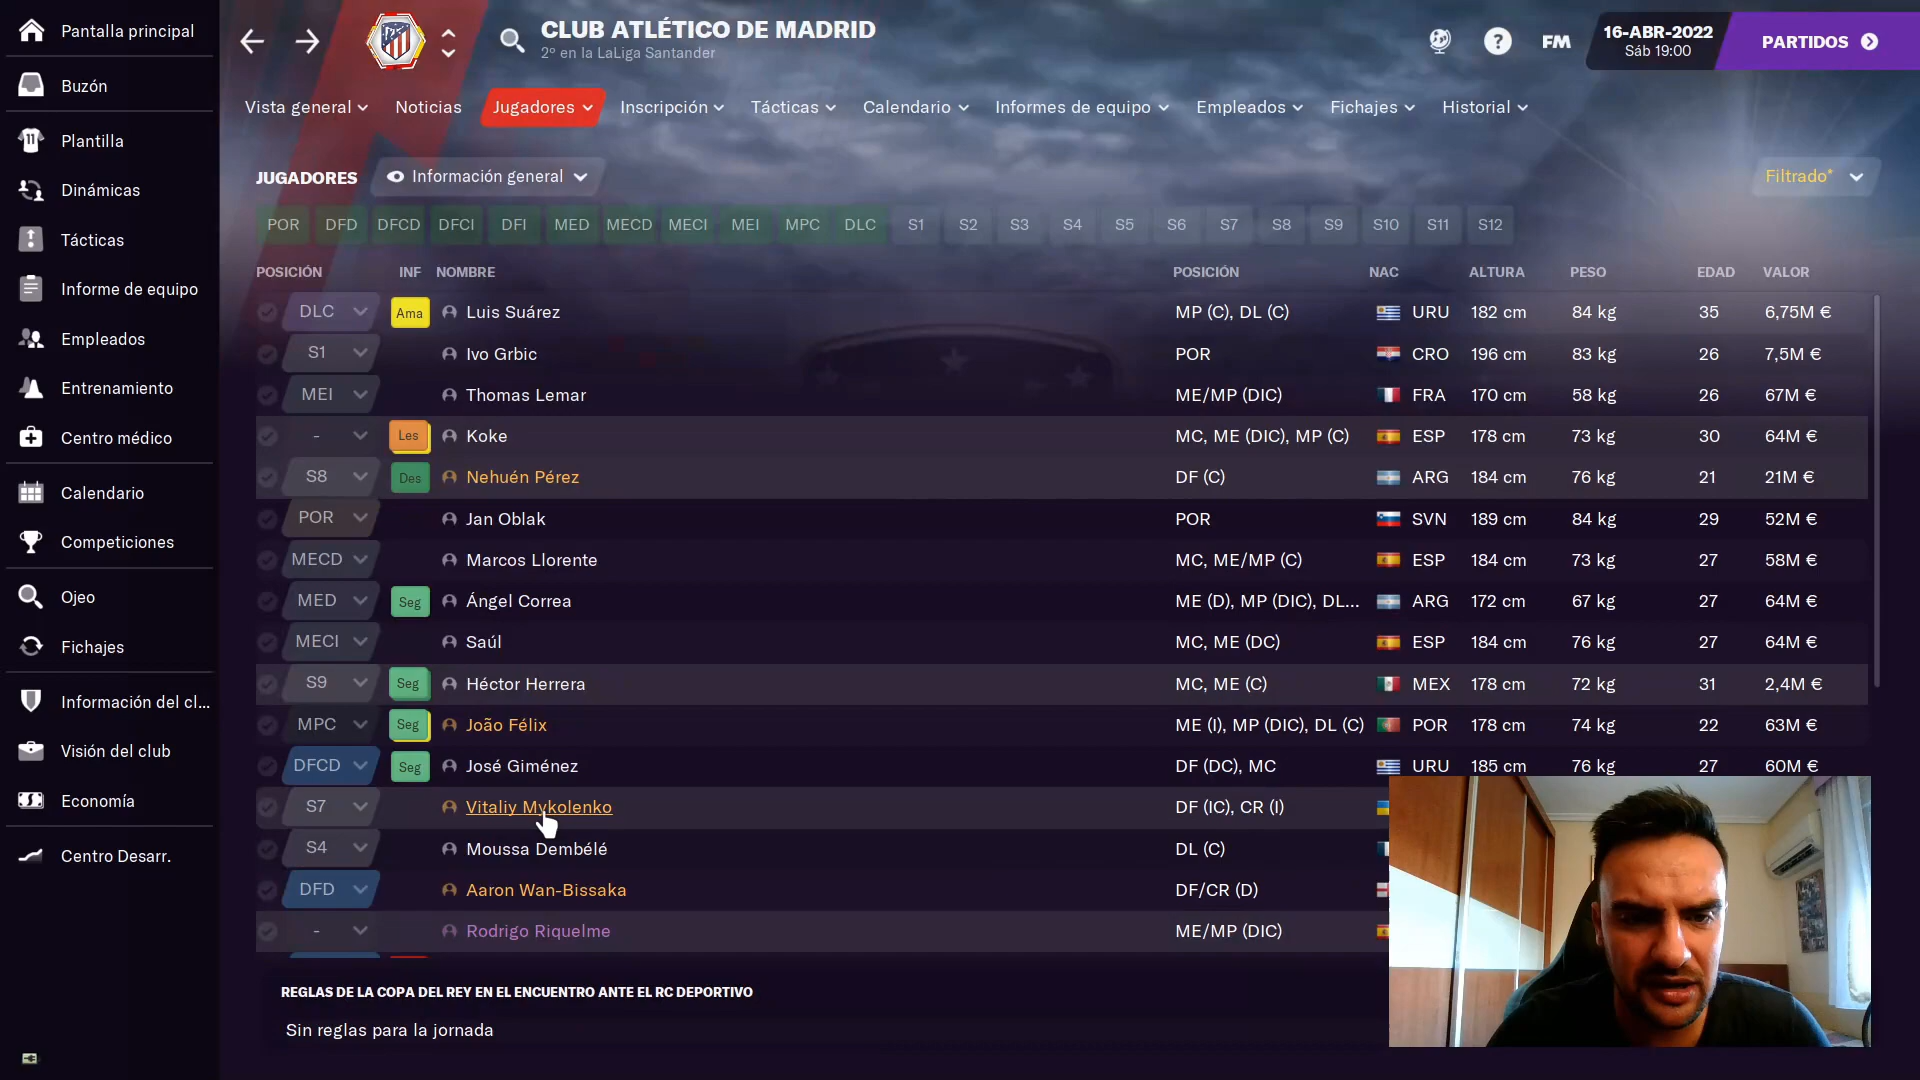 Pantalla principal
Buzón
Plantilla
Dinámicas
Tácticas
Informe de equipo
Empleados
Entrenamiento
Centro médico
Calendario
Competiciones
Ojeo
Fichajes
Información del cl...
Visión del club
Economía
Centro Desarr.
CLUB ATLÉTICO DE MADRID
2º en la LaLiga Santander
? FM 16-ABR-2022 PARTIDOS
Sáb 19:00
Vista general Noticias Jugadores Inscripción Tácticas Calendario Informes de equipo Empleados Fichajes Historial
JUGADORES Información general Filtrado*
POR DFD DFCD DFCI DFI MED MECD MECI MEI MPC DLC S1 S2 S3 S4 S5 S6 S7 S8 S9 S10 S11 S12
POSICIÓN INF NOMBRE POSICIÓN NAC ALTURA PESO EDAD VALOR
DLC Ama Luis Suárez MP (C), DL (C) URU 182 cm 84 kg 35 6,75M €
S1 Ivo Grbic POR CRO 196 cm 83 kg 26 7,5M €
MEI Thomas Lemar ME/MP (DIC) FRA 170 cm 58 kg 26 67M €
- Les Koke MC, ME (DIC), MP (C) ESP 178 cm 73 kg 30 64M €
S8 Des Nehuén Pérez DF (C) ARG 184 cm 76 kg 21 21M €
POR Jan Oblak POR SVN 189 cm 84 kg 29 52M €
MECD Marcos Llorente MC, ME/MP (C) ESP 184 cm 73 kg 27 58M €
MED Seg Ángel Correa ME (D), MP (DIC), DL... ARG 172 cm 67 kg 27 64M €
MECI Saúl MC, ME (DC) ESP 184 cm 76 kg 27 64M €
S9 Seg Héctor Herrera MC, ME (C) MEX 178 cm 72 kg 31 2,4M €
MPC Seg João Félix ME (I), MP (DIC), DL (C) POR 178 cm 74 kg 22 63M €
DFCD Seg José Giménez DF (DC), MC URU 185 cm 76 kg 27 60M €
S7 Vitaliy Mykolenko DF (IC), CR (I)
S4 Moussa Dembélé DL (C)
DFD Aaron Wan-Bissaka DF/CR (D)
- Rodrigo Riquelme ME/MP (DIC)
REGLAS DE LA COPA DEL REY EN EL ENCUENTRO ANTE EL RC DEPORTIVO
Sin reglas para la jornada